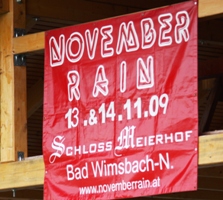 NOVEMBER
RAIN
13.&14.11.09
SCHLOSS MEIERHOF
Bad Wimsbach-N.
www.novemberrain.at